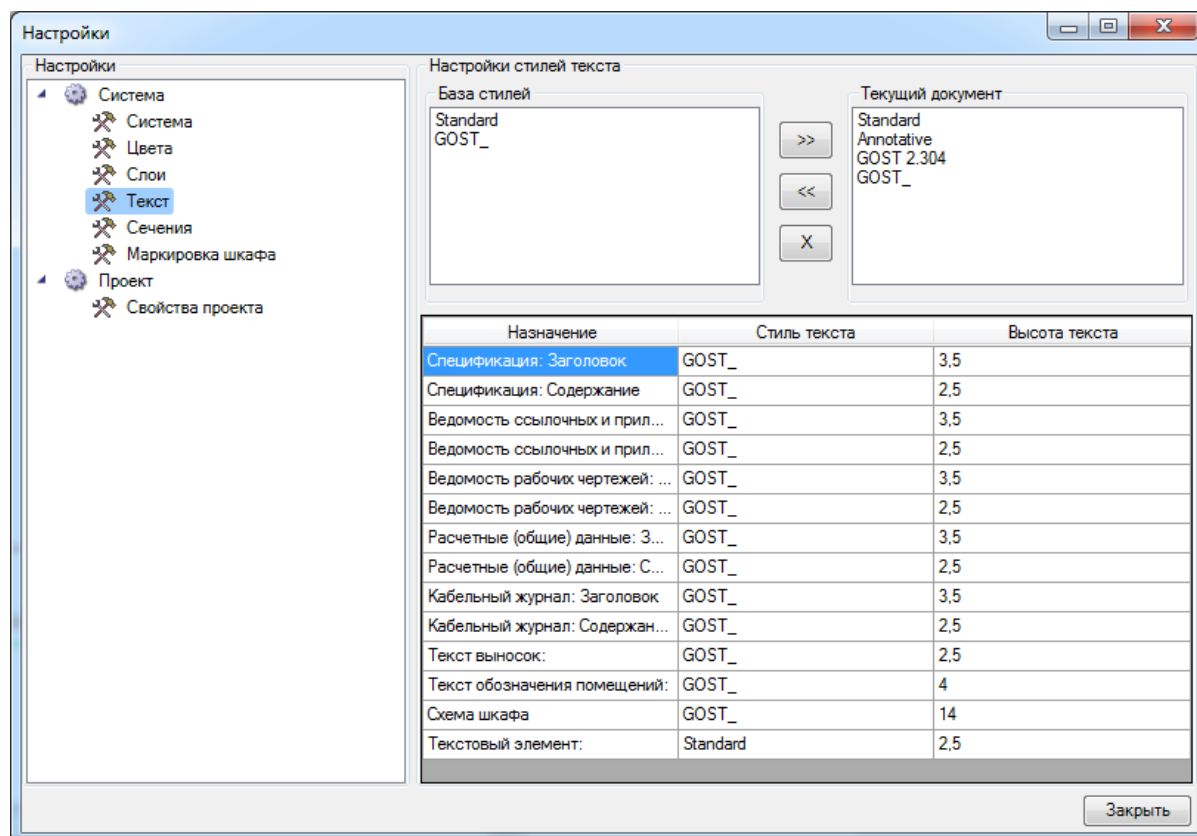 Настройки
Настройки
Система
Система
Цвета
Слои
Текст
Сечения
Маркировка шкафа
Проект
Свойства проекта
Настройки стилей текста
База стилей
Standard
GOST_
>>
<<
X
Текущий документ
Standard
Annotative
GOST 2.304
GOST_
Назначение Стиль текста Высота текста
Спецификация: Заголовок GOST_ 3,5
Спецификация: Содержание GOST_ 2,5
Ведомость ссылочных и прил... GOST_ 3,5
Ведомость ссылочных и прил... GOST_ 2,5
Ведомость рабочих чертежей: ... GOST_ 3,5
Ведомость рабочих чертежей: ... GOST_ 2,5
Расчетные (общие) данные: З... GOST_ 3,5
Расчетные (общие) данные: С... GOST_ 2,5
Кабельный журнал: Заголовок GOST_ 3,5
Кабельный журнал: Содержан... GOST_ 2,5
Текст выносок: GOST_ 2,5
Текст обозначения помещений: GOST_ 4
Схема шкафа GOST_ 14
Текстовый элемент: Standard 2,5
Закрыть